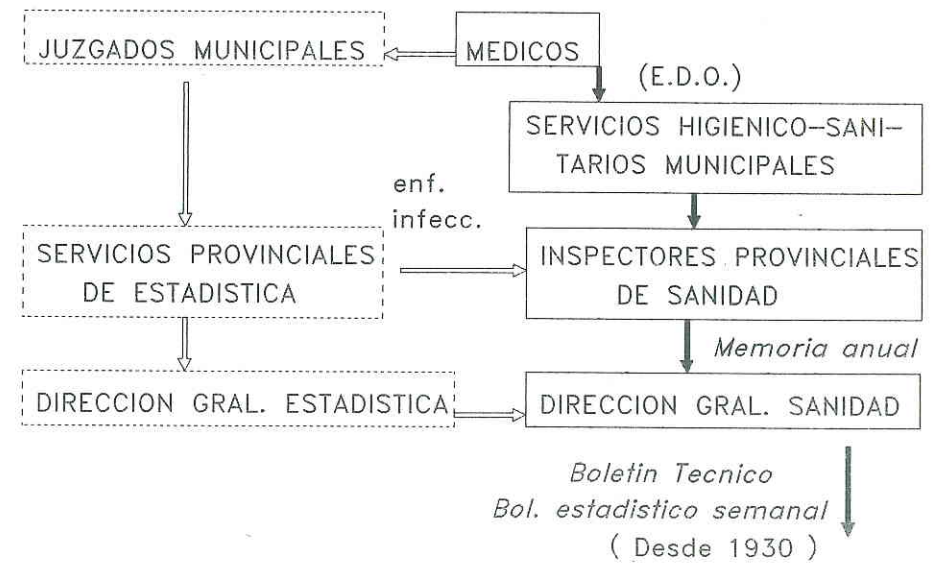 JUZGADOS MUNICIPALES
MEDICOS
(E.D.O.)
SERVICIOS HIGIENICO-SANI-
TARIOS MUNICIPALES
enf.
infecc.
SERVICIOS PROVINCIALES
DE ESTADISTICA
INSPECTORES PROVINCIALES
DE SANIDAD
Memoria anual
DIRECCION GRAL. ESTADISTICA
DIRECCION GRAL. SANIDAD
Boletin Tecnico
Bol. estadistico semanal
( Desde 1930 )